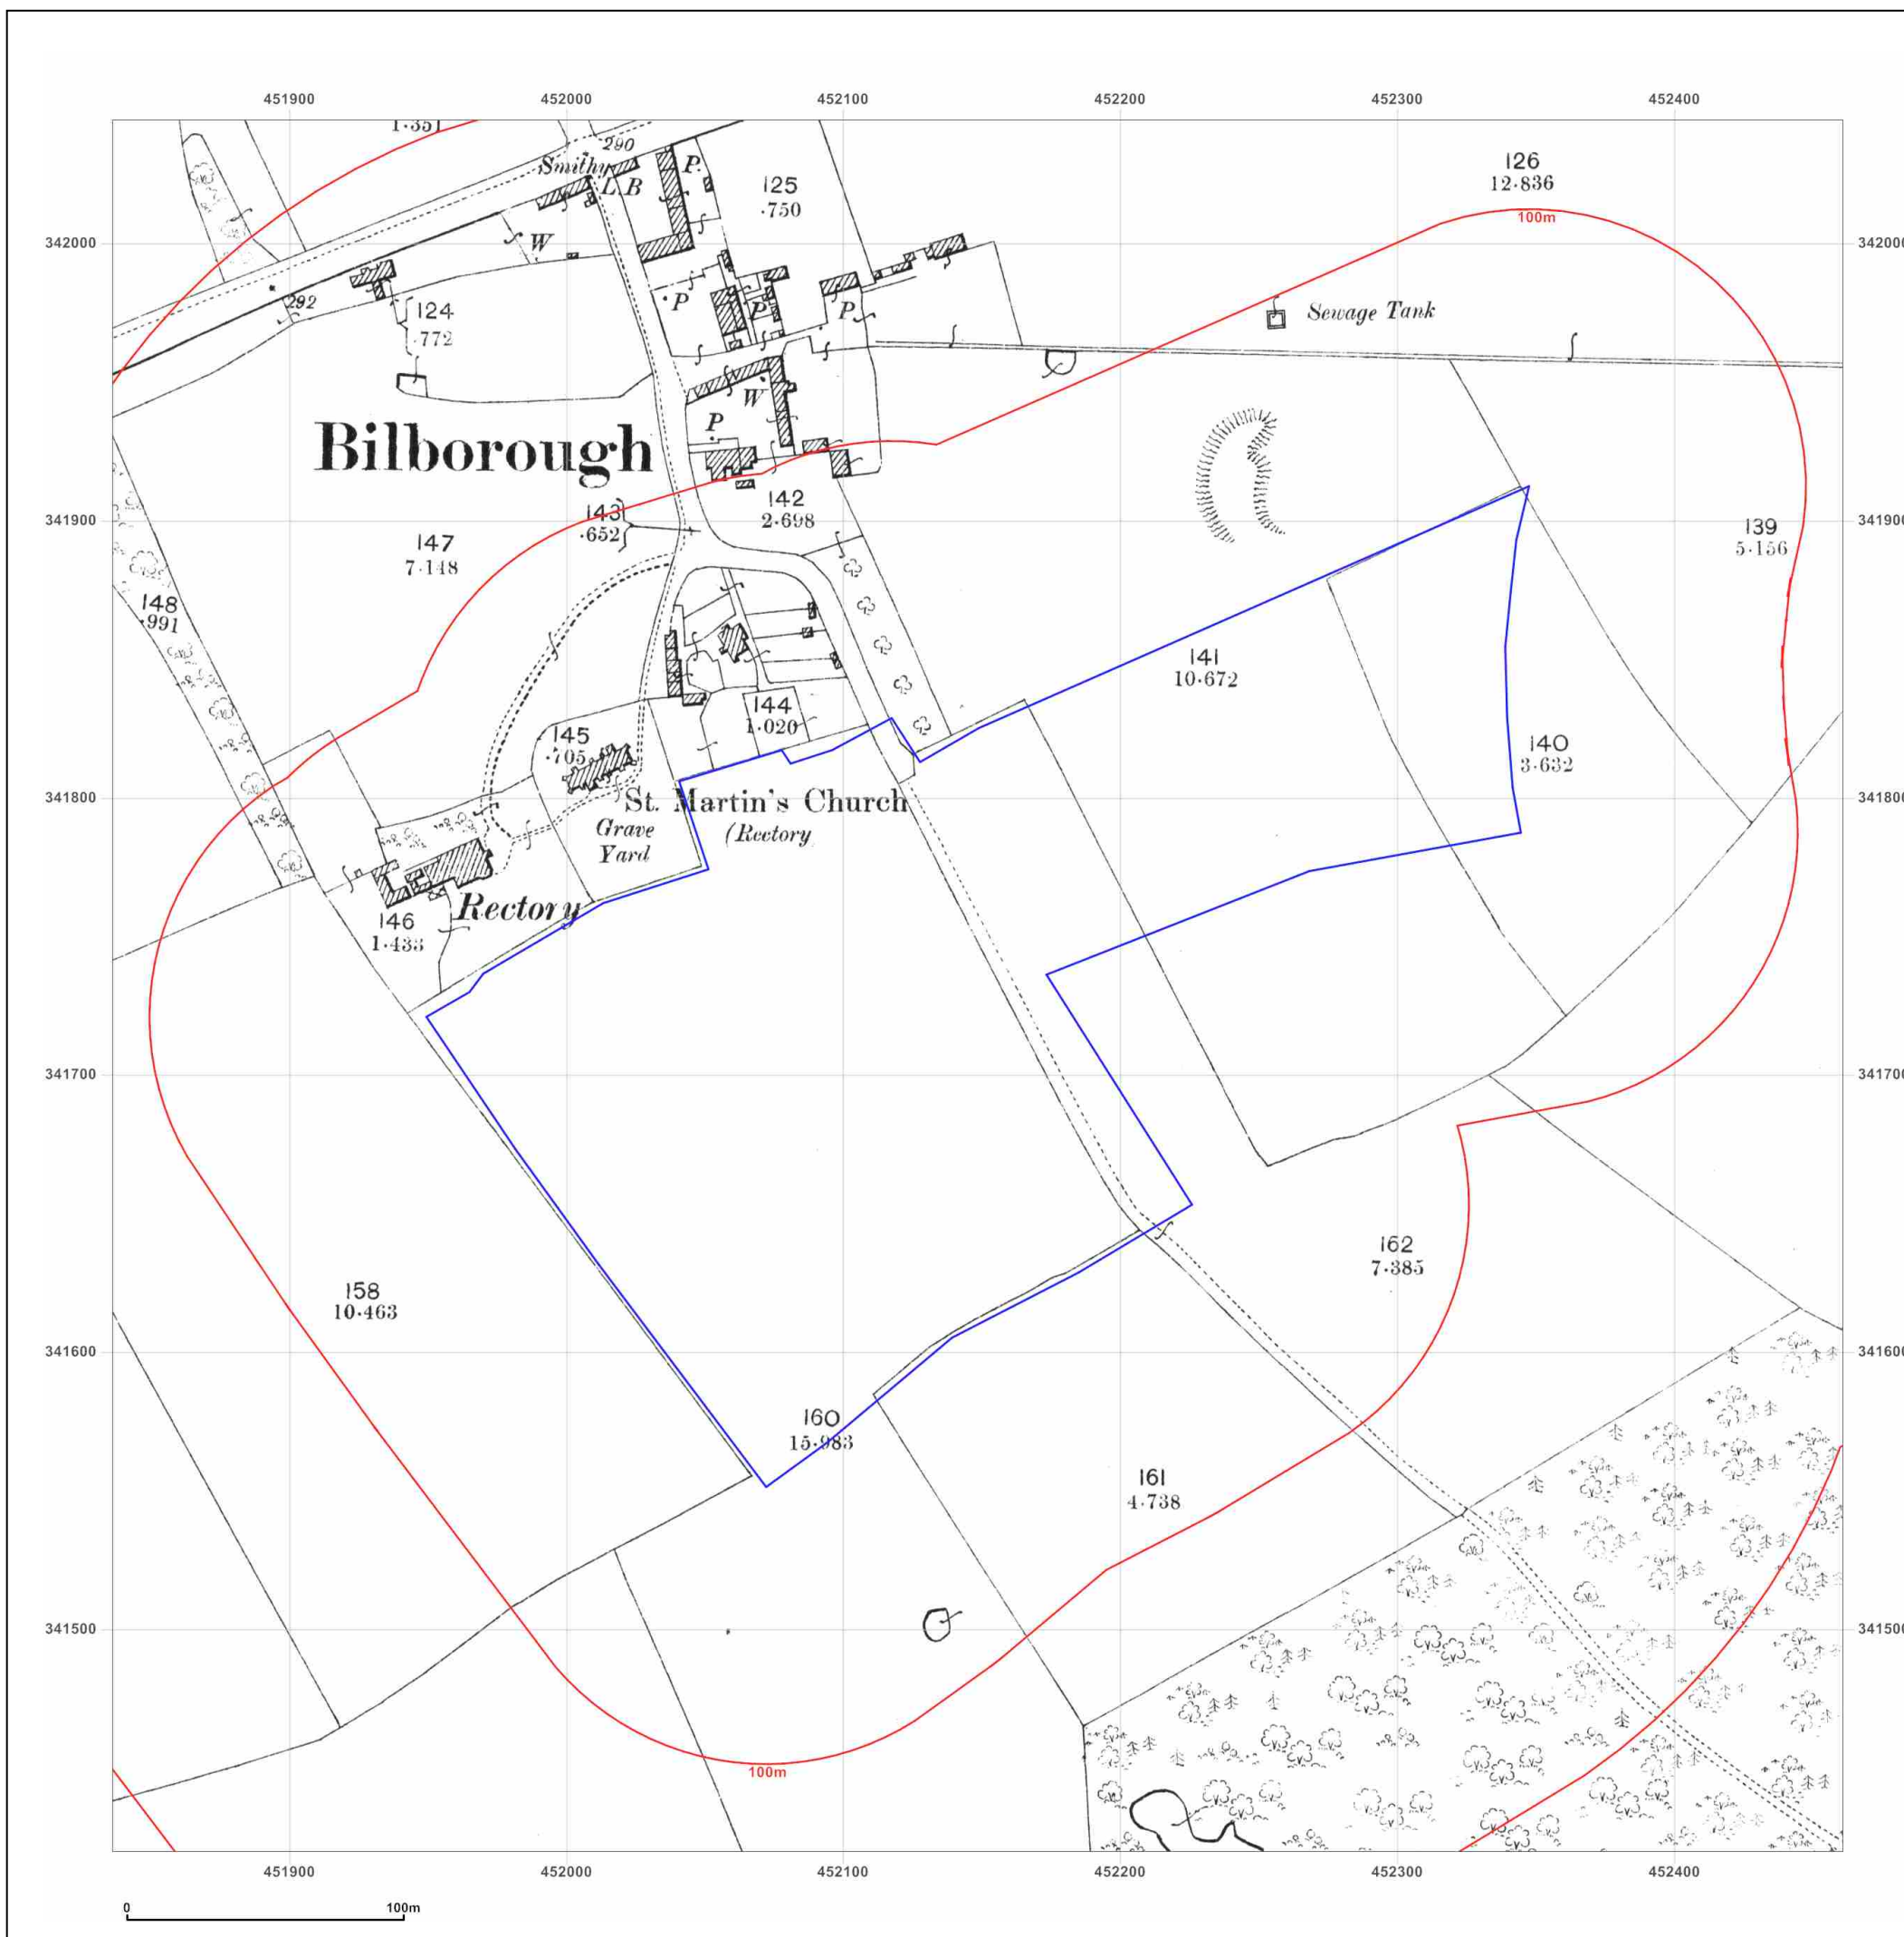 451900 452000 452100 452200 452300 452400
1·351
290
Smithy
L.B
P.
125
·750
126
12·836
100m
342000
342000
W
292
124
·772
P
P
P
Sewage Tank
W
P
Bilborough
142
2·698
143
·652
341900
341900
147
7·148
139
5·156
148
·991
141
10·672
144
1·020
145
·705
140
3·632
341800
341800
St. Martin's Church
(Rectory
Grave
Yard
Rectory
146
1·433
341700
341700
162
7·385
158
10·463
341600
341600
160
15·983
161
4·738
341500
341500
100m
451900 452000 452100 452200 452300 452400
0 100m